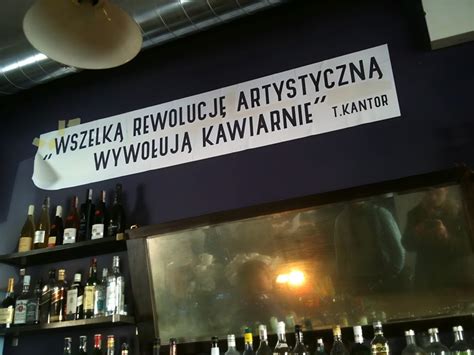 „WSZELKĄ REWOLUCJĘ ARTYSTYCZNĄ
WYWOŁUJĄ KAWIARNIE” T.KANTOR